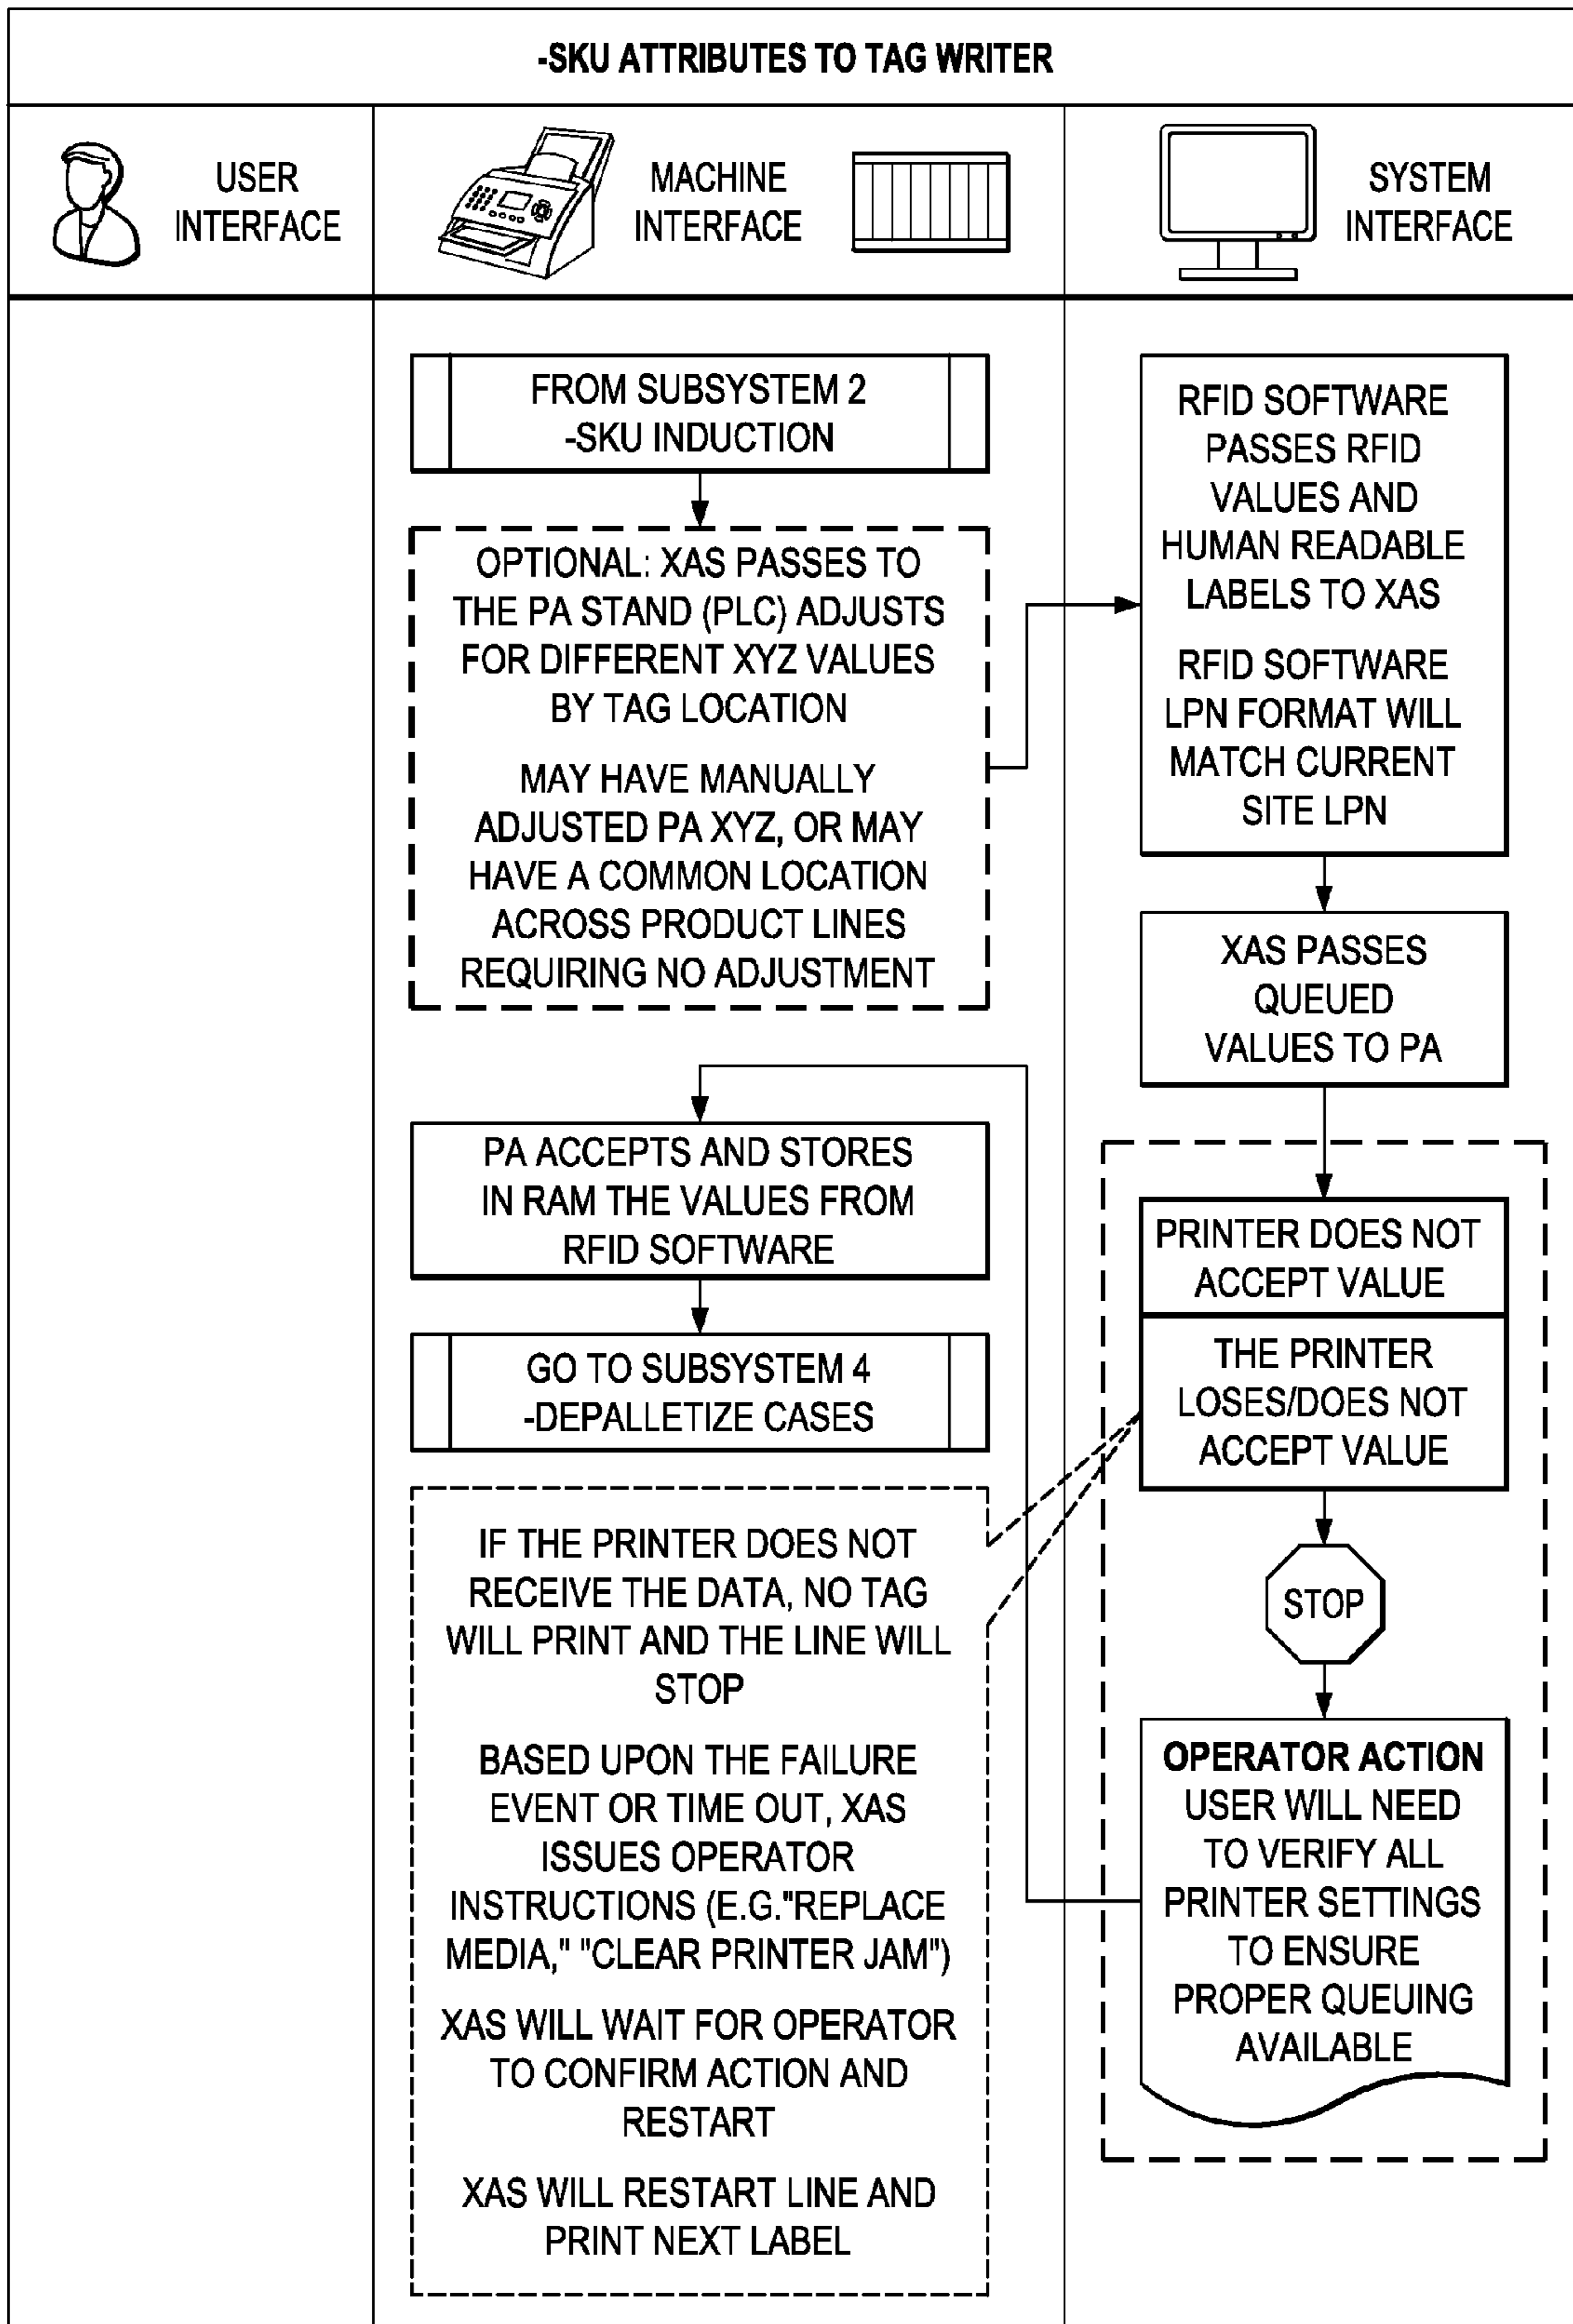 -SKU ATTRIBUTES TO TAG WRITER
USER
INTERFACE
MACHINE
INTERFACE
SYSTEM
INTERFACE
FROM SUBSYSTEM 2
-SKU INDUCTION
OPTIONAL: XAS PASSES TO
THE PA STAND (PLC) ADJUSTS
FOR DIFFERENT XYZ VALUES
BY TAG LOCATION
MAY HAVE MANUALLY
ADJUSTED PA XYZ, OR MAY
HAVE A COMMON LOCATION
ACROSS PRODUCT LINES
REQUIRING NO ADJUSTMENT
RFID SOFTWARE
PASSES RFID
VALUES AND
HUMAN READABLE
LABELS TO XAS
RFID SOFTWARE
LPN FORMAT WILL
MATCH CURRENT
SITE LPN
XAS PASSES
QUEUED
VALUES TO PA
PRINTER DOES NOT
ACCEPT VALUE
THE PRINTER
LOSES/DOES NOT
ACCEPT VALUE
STOP
OPERATOR ACTION
USER WILL NEED
TO VERIFY ALL
PRINTER SETTINGS
TO ENSURE
PROPER QUEUING
AVAILABLE
PA ACCEPTS AND STORES
IN RAM THE VALUES FROM
RFID SOFTWARE
GO TO SUBSYSTEM 4
-DEPALLETIZE CASES
IF THE PRINTER DOES NOT
RECEIVE THE DATA, NO TAG
WILL PRINT AND THE LINE WILL
STOP
BASED UPON THE FAILURE
EVENT OR TIME OUT, XAS
ISSUES OPERATOR
INSTRUCTIONS (E.G."REPLACE
MEDIA," "CLEAR PRINTER JAM")
XAS WILL WAIT FOR OPERATOR
TO CONFIRM ACTION AND
RESTART
XAS WILL RESTART LINE AND
PRINT NEXT LABEL